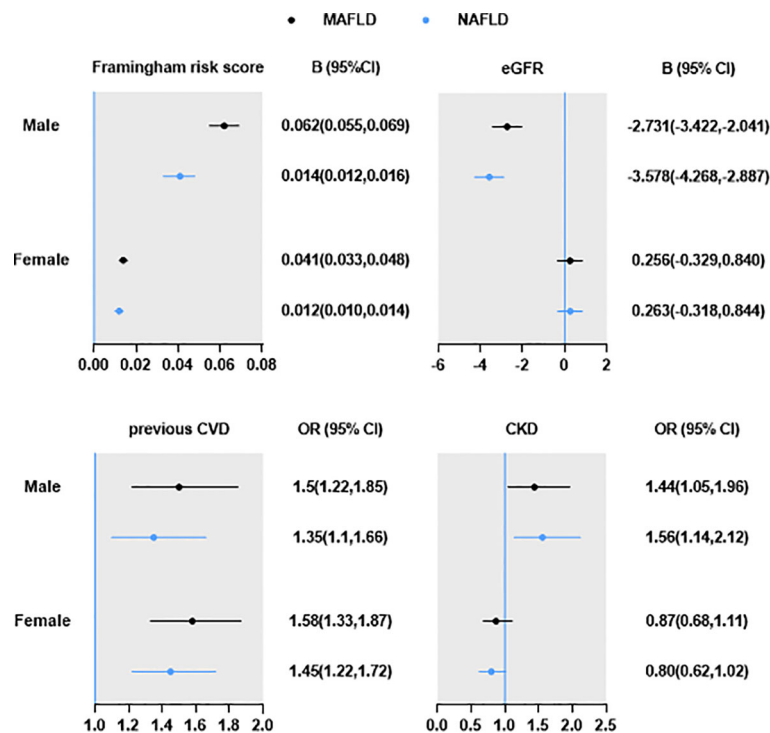 MAFLD NAFLD
Framingham risk score B (95%CI) eGFR B (95% CI)
Male 0.062(0.055,0.069) -2.731(-3.422,-2.041)
0.014(0.012,0.016) -3.578(-4.268,-2.887)
Female 0.041(0.033,0.048) 0.256(-0.329,0.840)
0.012(0.010,0.014) 0.263(-0.318,0.844)
0.00 0.02 0.04 0.06 0.08 -6 -4 -2 0 2
previous CVD OR (95% CI) CKD OR (95% CI)
Male 1.5(1.22,1.85) 1.44(1.05,1.96)
1.35(1.1,1.66) 1.56(1.14,2.12)
Female 1.58(1.33,1.87) 0.87(0.68,1.11)
1.45(1.22,1.72) 0.80(0.62,1.02)
1.0 1.2 1.4 1.6 1.8 2.0 0.0 0.5 1.0 1.5 2.0 2.5